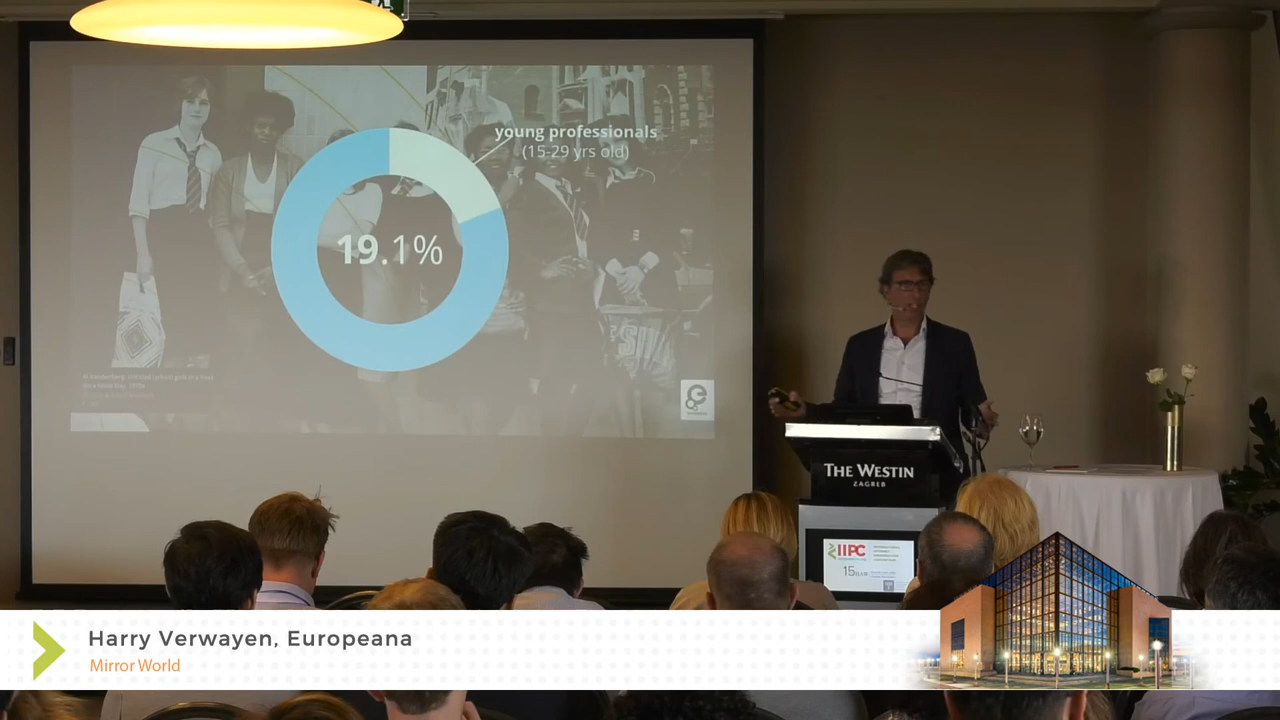 young professionals
(15-29 yrs old)
19.1%
THE WESTIN
ZAGREB
IIPC
15
Harry Verwayen, Europeana
Mirror World